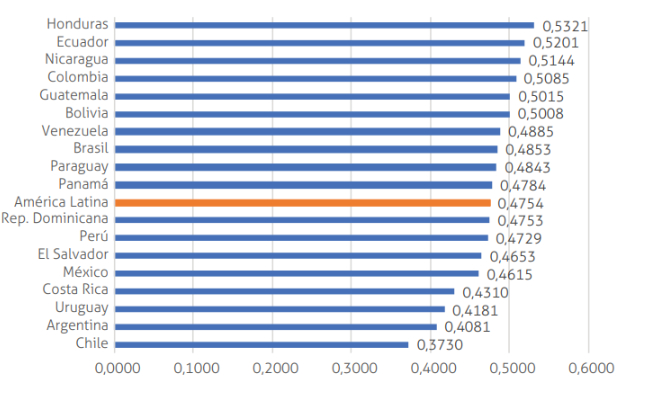 Honduras 0,5321
Ecuador 0,5201
Nicaragua 0,5144
Colombia 0,5085
Guatemala 0,5015
Bolivia 0,5008
Venezuela 0,4885
Brasil 0,4853
Paraguay 0,4843
Panamá 0,4784
América Latina 0,4754
Rep. Dominicana 0,4753
Perú 0,4729
El Salvador 0,4653
México 0,4615
Costa Rica 0,4310
Uruguay 0,4181
Argentina 0,4081
Chile 0,3730
0,0000 0,1000 0,2000 0,3000 0,4000 0,5000 0,6000